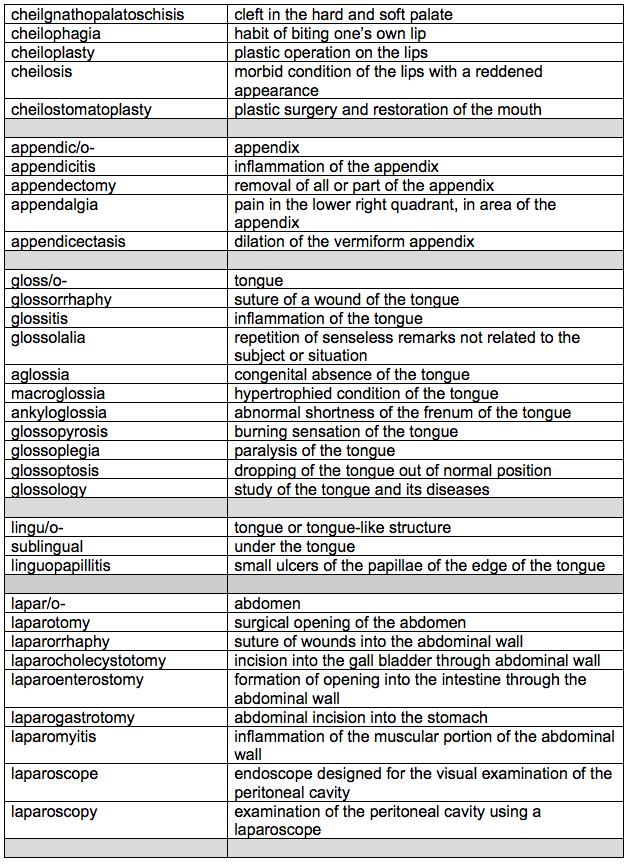 cheilgnathopalatoschisis cleft in the hard and soft palate
cheilophagia habit of biting one's own lip
cheiloplasty plastic operation on the lips
cheilosis morbid condition of the lips with a reddened
appearance
cheilostomatoplasty plastic surgery and restoration of the mouth
appendic/o- appendix
appendicitis inflammation of the appendix
appendectomy removal of all or part of the appendix
appendalgia pain in the lower right quadrant, in area of the
appendix
appendicectasis dilation of the vermiform appendix
gloss/o- tongue
glossorrhaphy suture of a wound of the tongue
glossitis inflammation of the tongue
glossolalia repetition of senseless remarks not related to the
subject or situation
aglossia congenital absence of the tongue
macroglossia hypertrophied condition of the tongue
ankyloglossia abnormal shortness of the frenum of the tongue
glossopyrosis burning sensation of the tongue
glossoplegia paralysis of the tongue
glossoptosis dropping of the tongue out of normal position
glossology study of the tongue and its diseases
lingu/o- tongue or tongue-like structure
sublingual under the tongue
linguopapillitis small ulcers of the papillae of the edge of the tongue
lapar/o- abdomen
laparotomy surgical opening of the abdomen
laparorrhaphy suture of wounds into the abdominal wall
laparocholecystotomy incision into the gall bladder through abdominal wall
laparoenterostomy formation of opening into the intestine through the
abdominal wall
laparogastrotomy abdominal incision into the stomach
laparomyitis inflammation of the muscular portion of the abdominal
wall
laparoscope endoscope designed for the visual examination of the
peritoneal cavity
laparoscopy examination of the peritoneal cavity using a
laparoscope